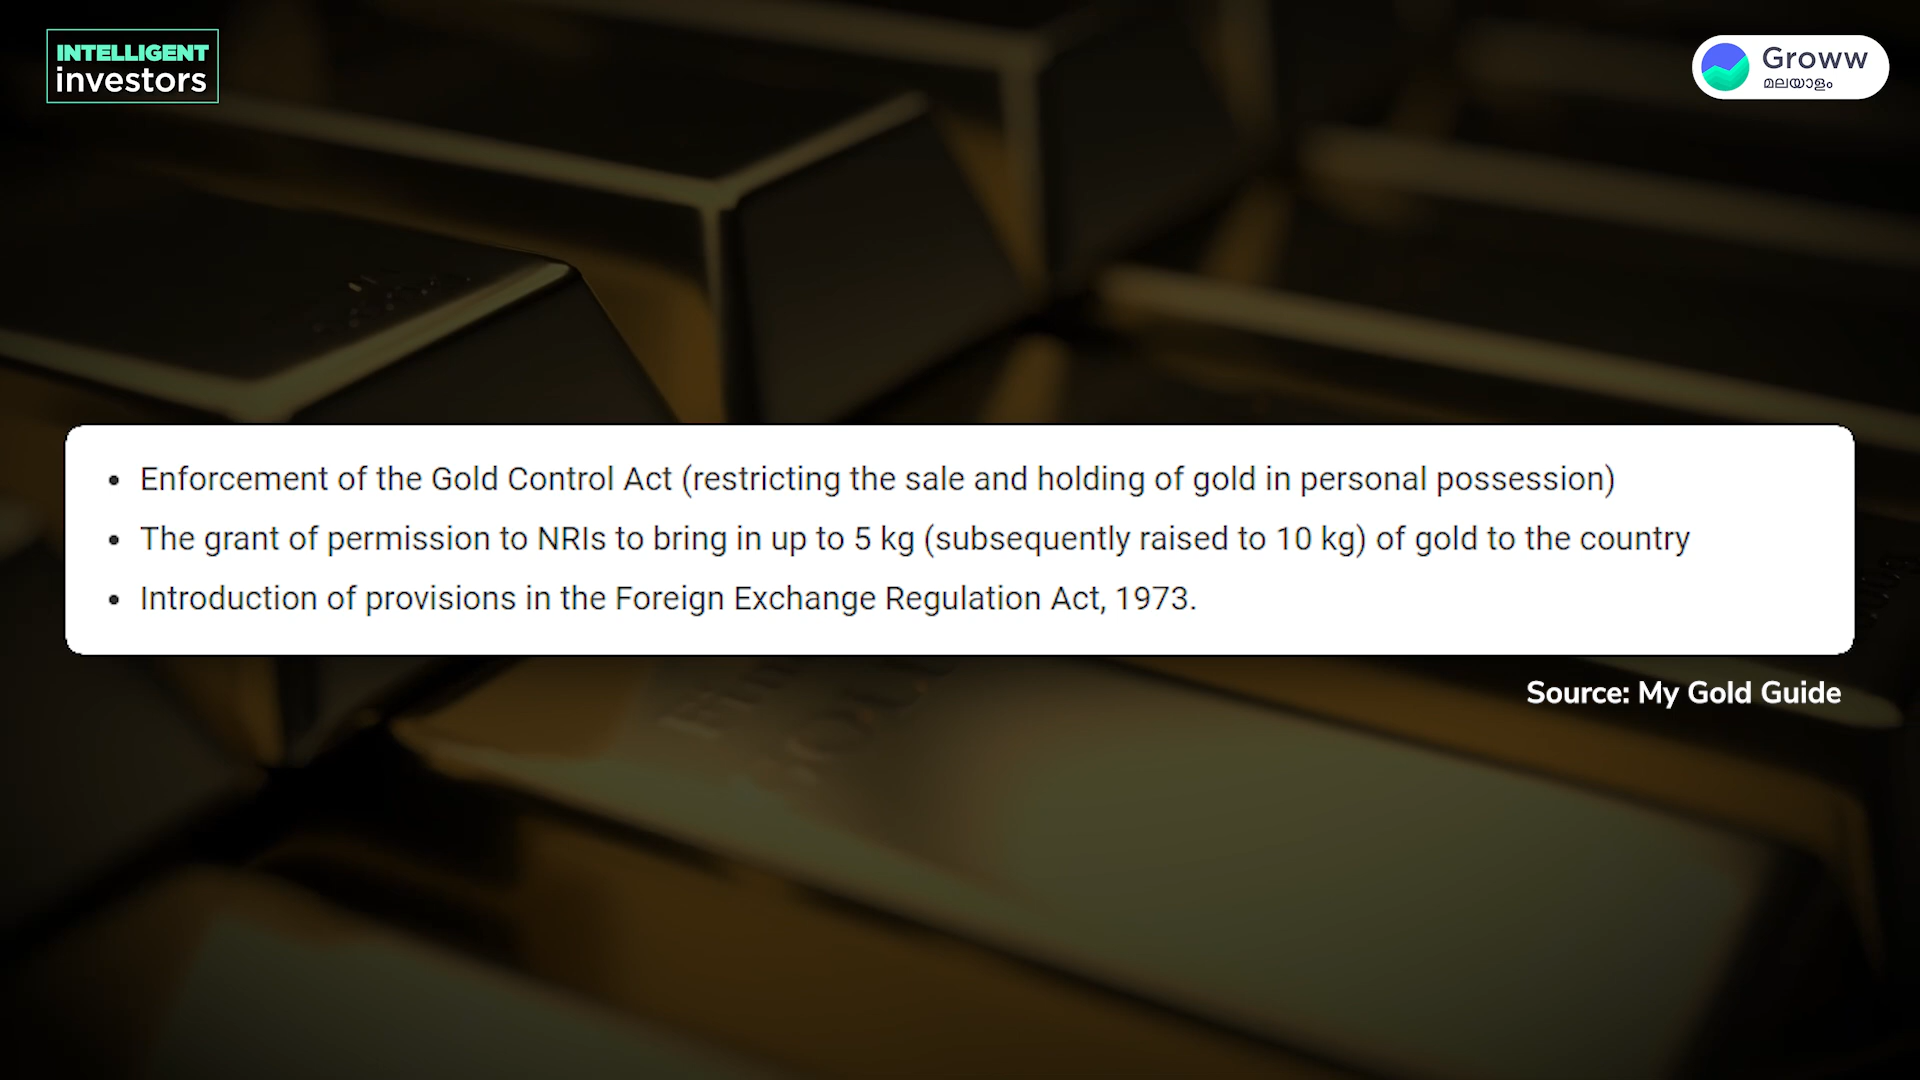 INTELLIGENT
investors
Groww
മലയാളം
• Enforcement of the Gold Control Act (restricting the sale and holding of gold in personal possession)
• The grant of permission to NRIs to bring in up to 5 kg (subsequently raised to 10 kg) of gold to the country
• Introduction of provisions in the Foreign Exchange Regulation Act, 1973.
Source: My Gold Guide